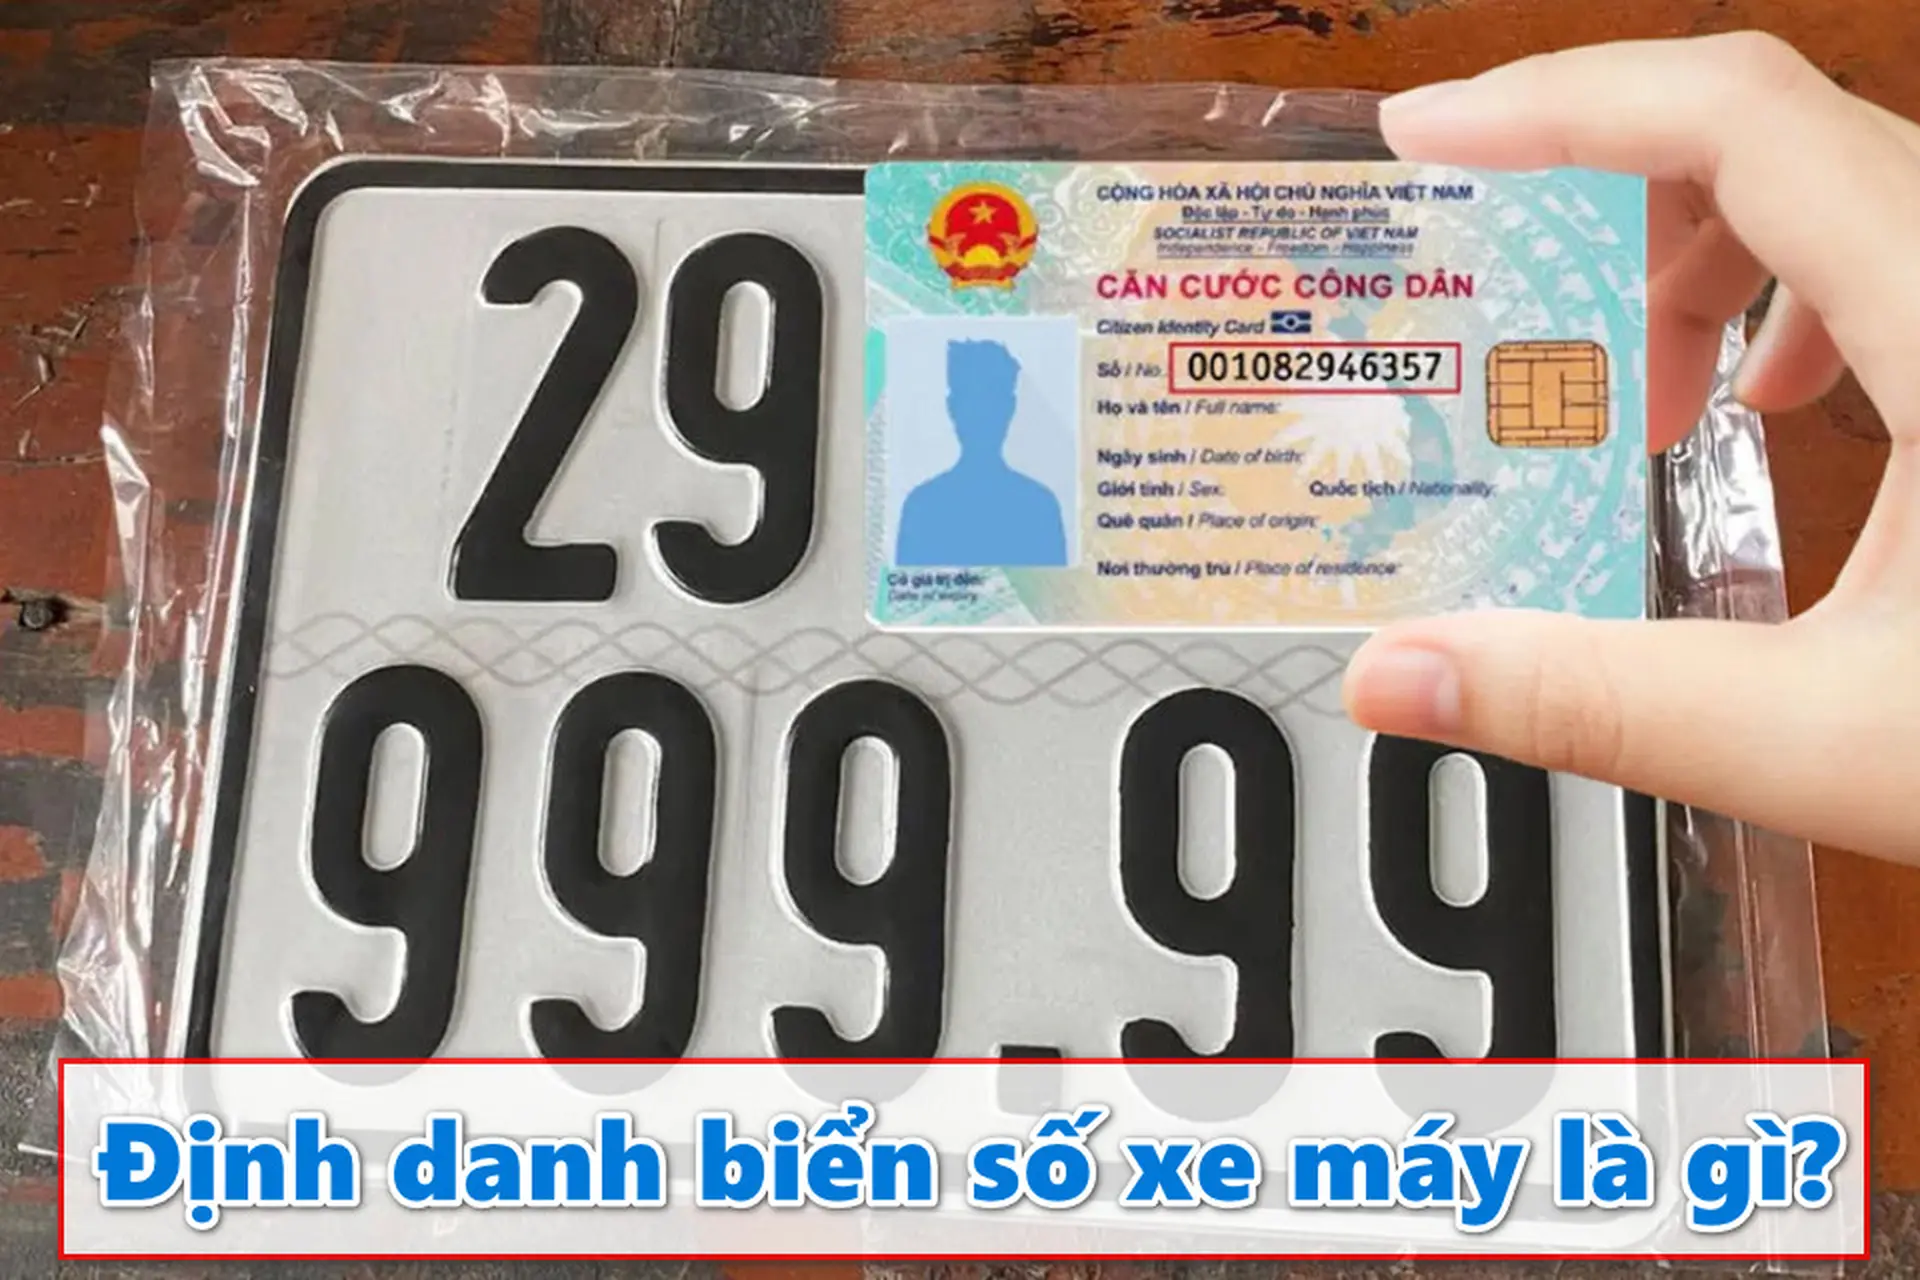 29
CỘNG HÒA XÃ HỘI CHỦ NGHĨA VIỆT NAM
Độc lập - Tự do - Hạnh phúc
SOCIALIST REPUBLIC OF VIET NAM
Independence - Freedom - Happiness
CĂN CƯỚC CÔNG DÂN
Citizen Identity Card
Số / No. 001082946357
Họ và tên / Full name:
Ngày sinh / Date of birth:
Giới tính / Sex: Quốc tịch / Nationality:
Quê quán / Place of origin:
Nơi thường trú / Place of residence:
Có giá trị đến:
Date of expiry
999.99
Định danh biển số xe máy là gì?